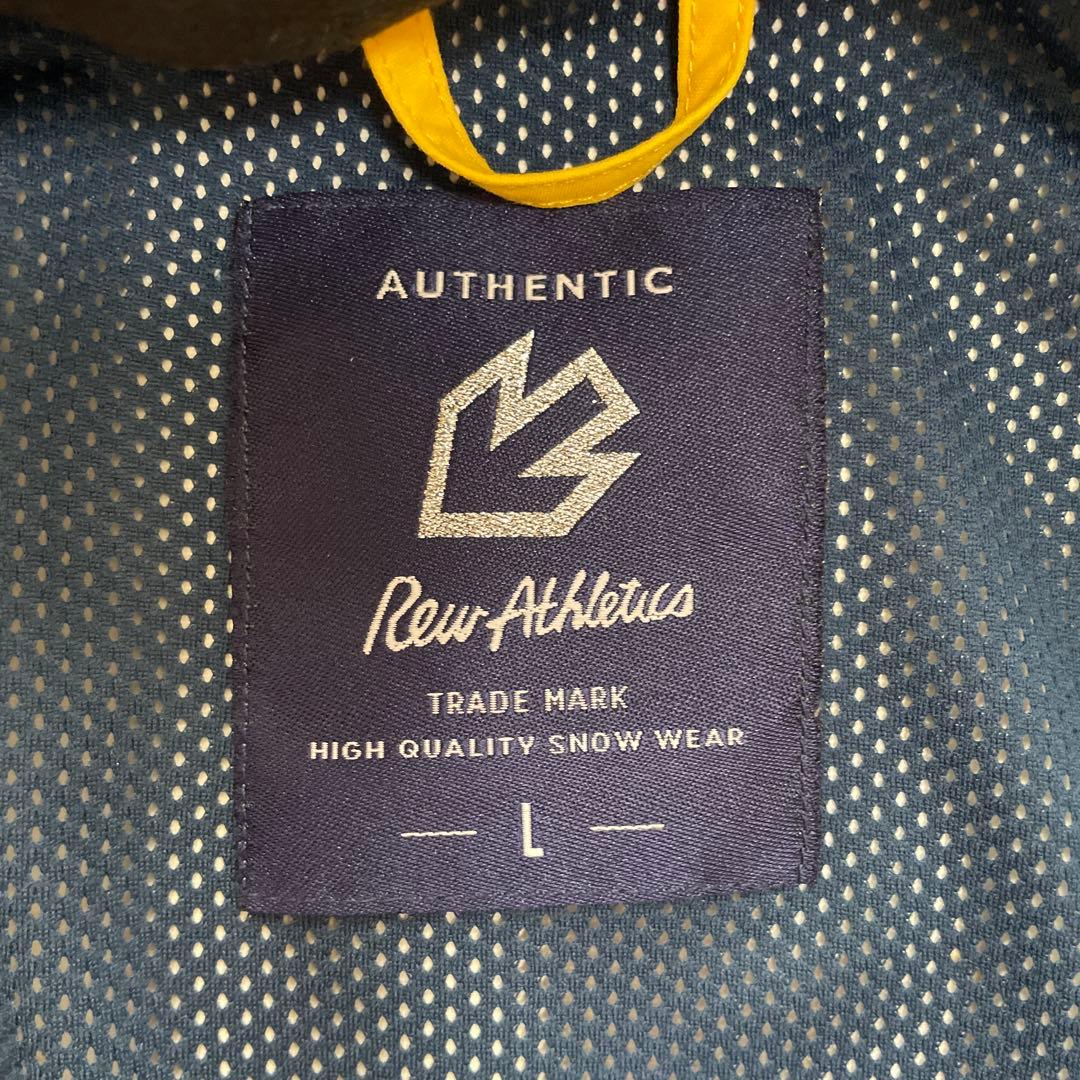 AUTHENTIC
Rew Athletics
TRADE MARK
HIGH QUALITY SNOW WEAR
L